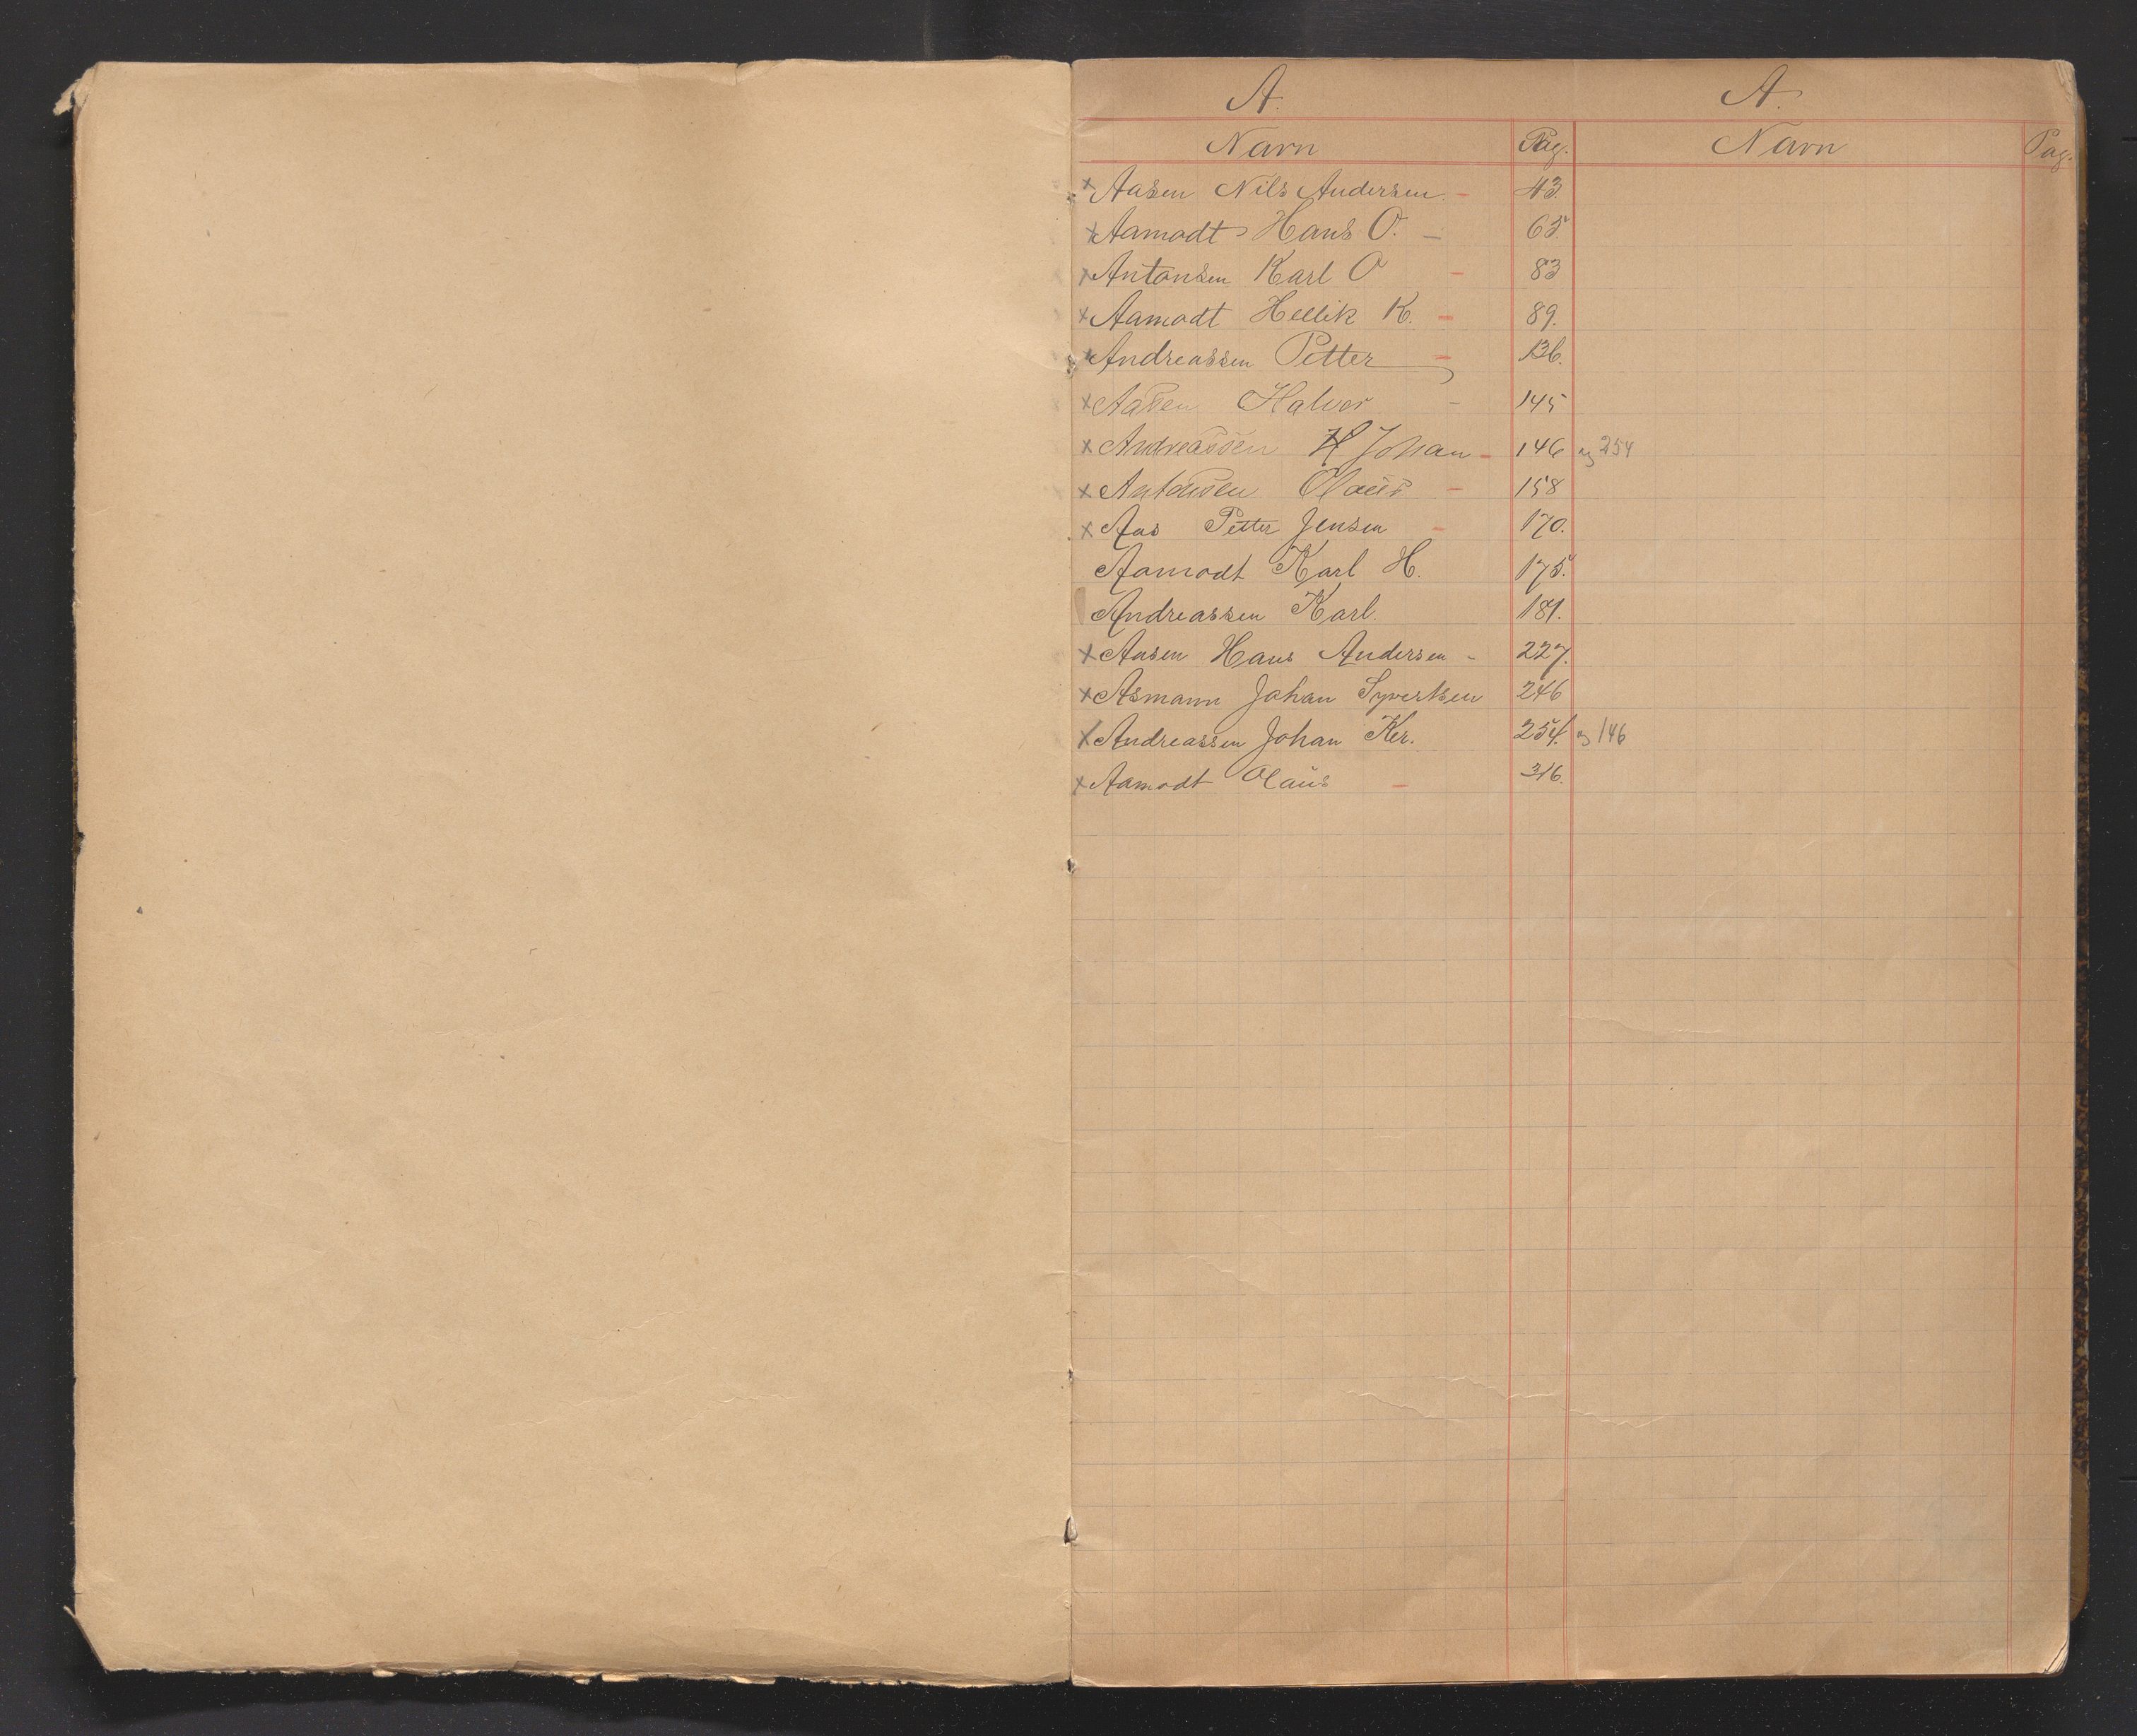 A. A.
Navn Pag. Navn Pag.
x Aasen Nils Andersen. - 43.
x Aamodt Hans O. - 65.
x Antonsen Karl O - 83
x Aamodt Hellik K. - 89.
x Andreassen Petter - 136.
x Aasen Halvor - 145
x Andreassen Johan - 146 og 254
x Antonsen Olaus - 158
x Aas Petter Jensen - 170.
Aamodt Karl H. 175.
Andreassen Karl. 181.
x Aasen Hans Andersen - 227.
x Asmann Johan Syvertsen 246
x Andreassen Johan Kr. 254. og 146
x Aamodt Olaus - 316.